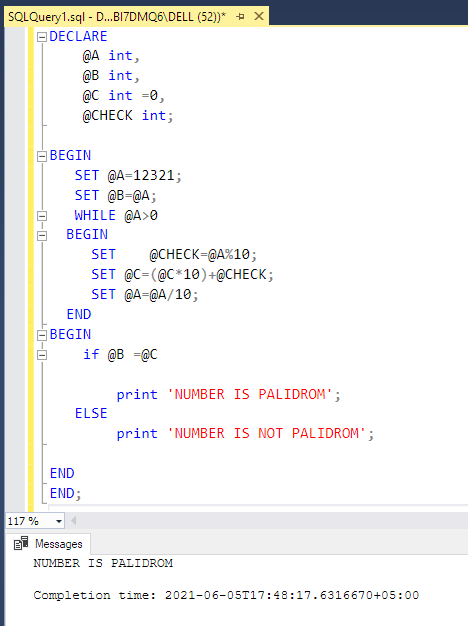 SQLQuery1.sql - D...BI7DMQ6\DELL (52))*
DECLARE
@A int,
@B int,
@C int =0,
@CHECK int;
BEGIN
SET @A=12321;
SET @B=@A;
WHILE @A>0
BEGIN
SET @CHECK=@A%10;
SET @C=(@C*10)+@CHECK;
SET @A=@A/10;
END
BEGIN
if @B =@C
print 'NUMBER IS PALIDROM';
ELSE
print 'NUMBER IS NOT PALIDROM';
END
END;
117 %
Messages
NUMBER IS PALIDROM
Completion time: 2021-06-05T17:48:17.6316670+05:00